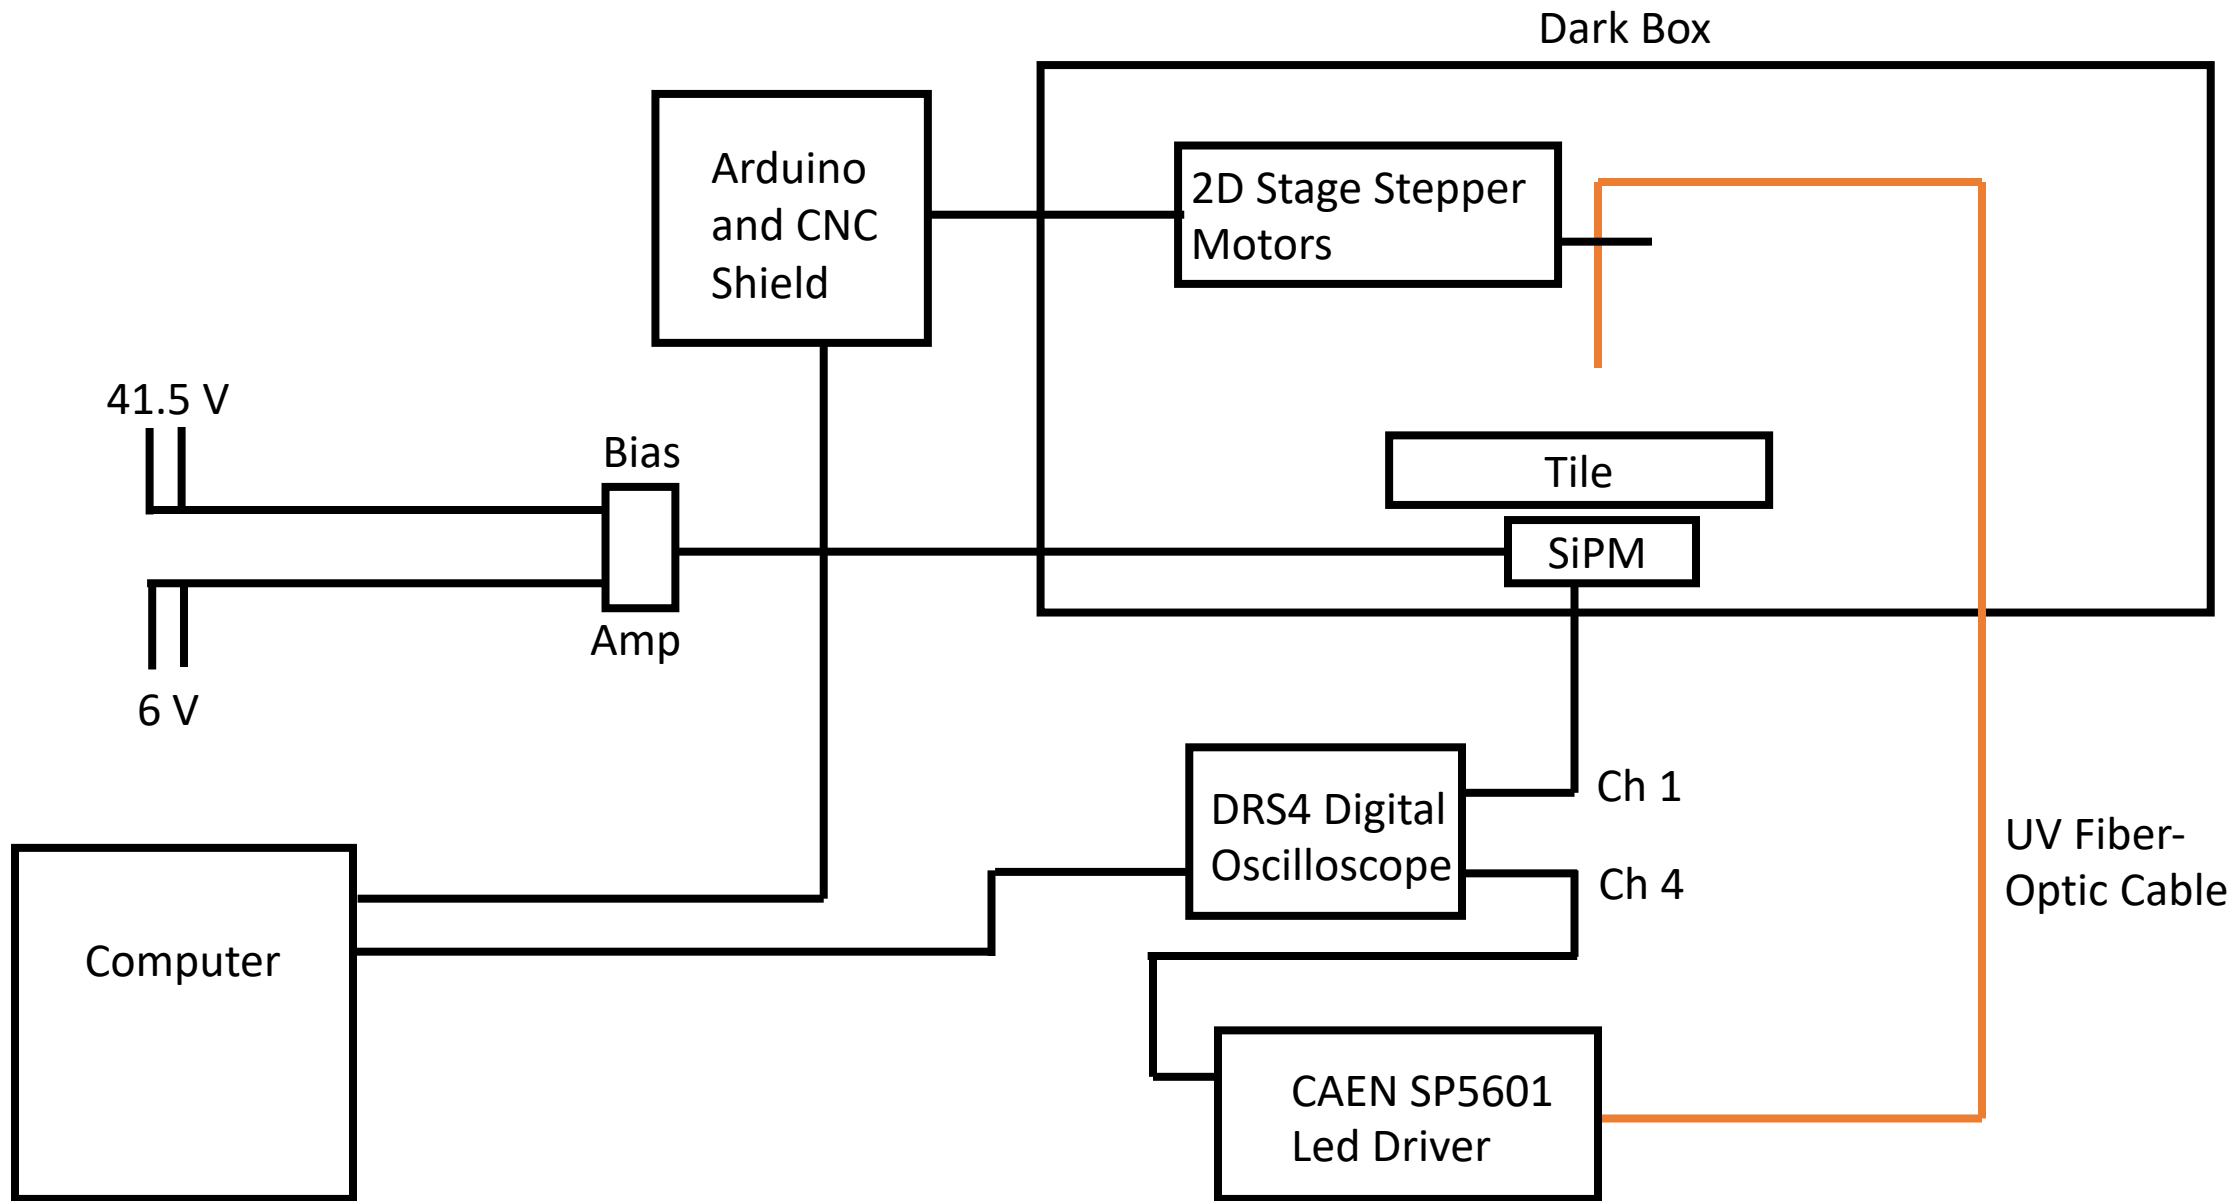 Dark Box
Arduino
and CNC
Shield
2D Stage Stepper
Motors
41.5 V
Bias
Tile
SiPM
Amp
6 V
Ch 1
DRS4 Digital
Oscilloscope
Ch 4
UV Fiber-
Optic Cable
Computer
CAEN SP5601
Led Driver